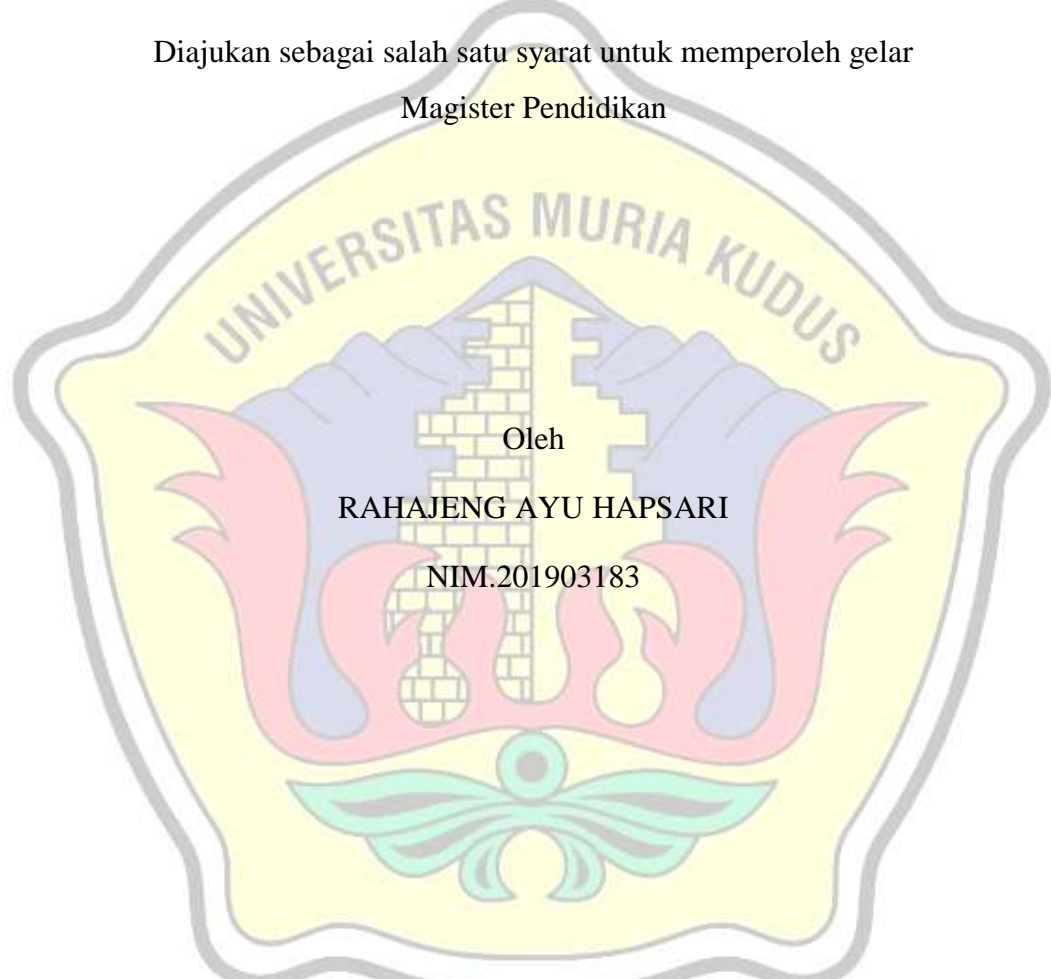 Diajukan sebagai salah satu syarat untuk memperoleh gelar
Magister Pendidikan
UNIVERSITAS MURIA KUDUS
Oleh
RAHAJENG AYU HAPSARI
NIM.201903183